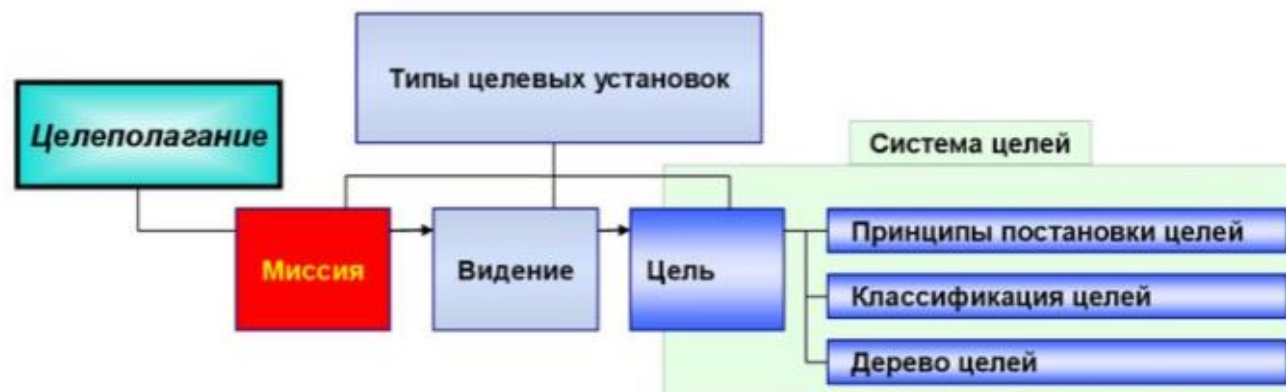 Типы целевых установок
Целеполагание
Система целей
Миссия
Видение
Цель
Принципы постановки целей
Классификация целей
Дерево целей